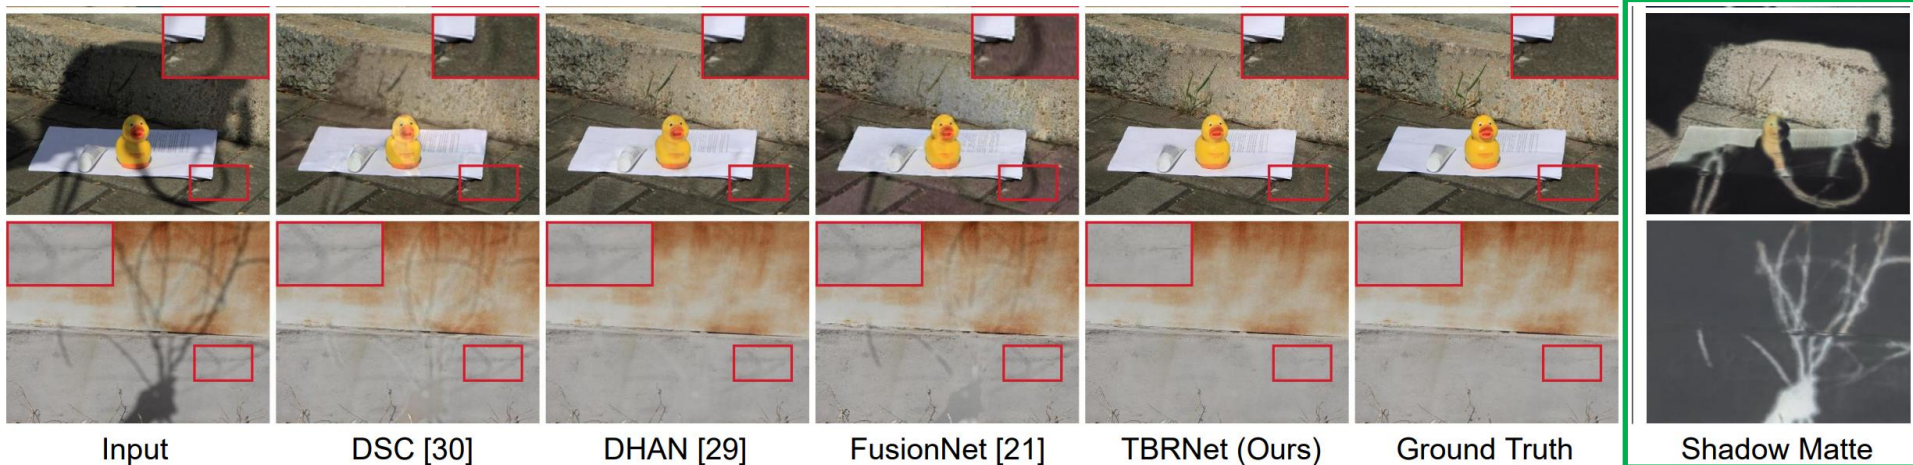 Input
DSC [30]
DHAN [29]
FusionNet [21]
TBRNet (Ours)
Ground Truth
Shadow Matte